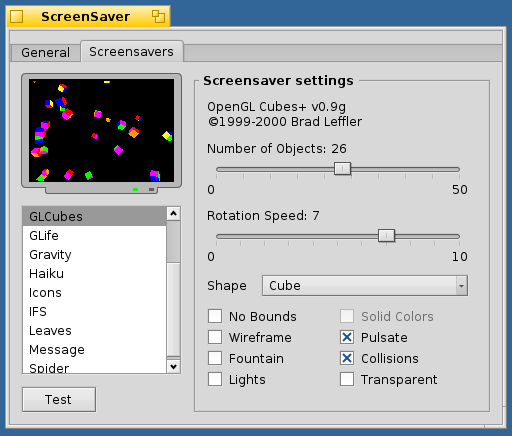 ScreenSaver
General
Screensavers
GLCubes
GLife
Gravity
Haiku
Icons
IFS
Leaves
Message
Spider
Test
Screensaver settings
OpenGL Cubes+ v0.9g
©1999-2000 Brad Leffler
Number of Objects: 26
0 50
Rotation Speed: 7
0 10
Shape Cube
No Bounds Solid Colors
Wireframe Pulsate
Fountain Collisions
Lights Transparent